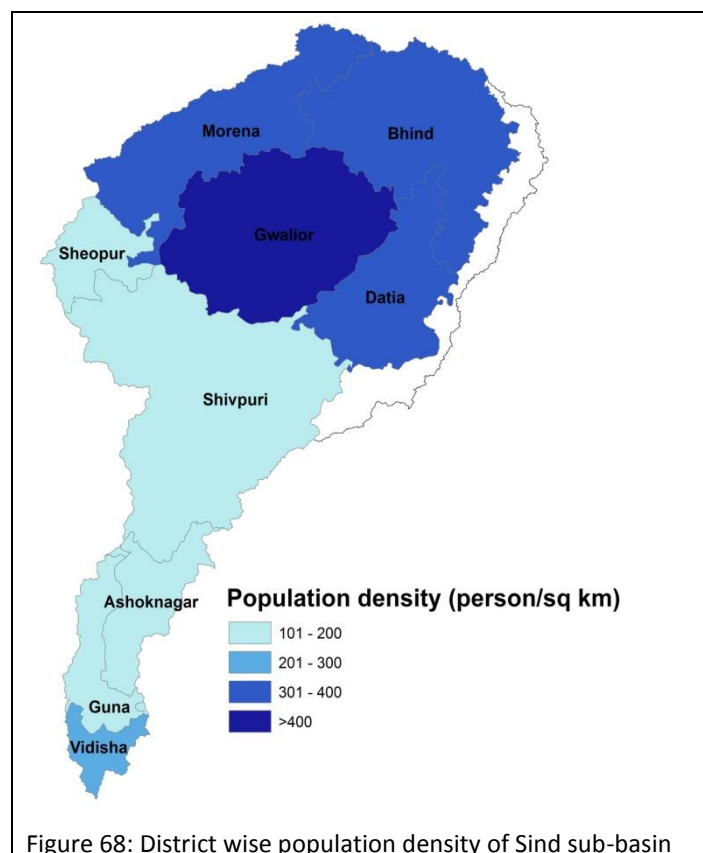 Morena
Bhind
Gwalior
Sheopur
Datia
Shivpuri
Ashoknagar
Guna
Vidisha
Population density (person/sq km)
101 - 200
201 - 300
301 - 400
>400
Figure 68: District wise population density of Sind sub-basin